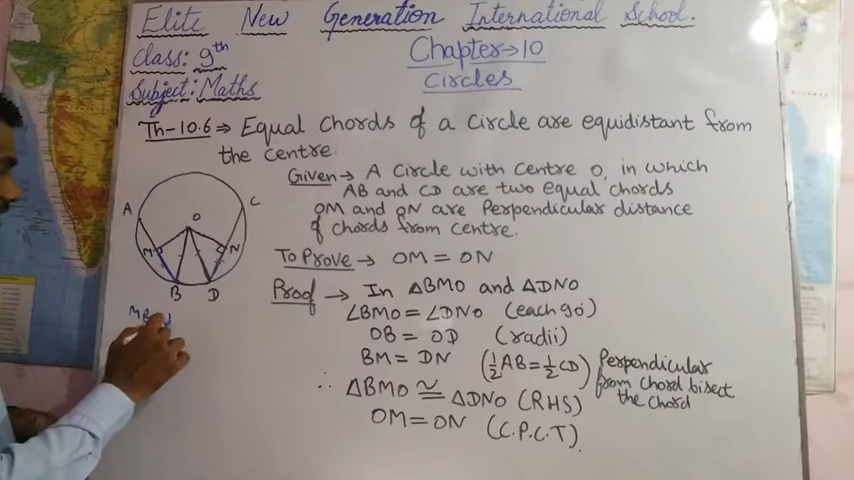 Elite New Generation International School.
Class: 9th
Chapter→10
Circles
Subject: Maths
Th-10.6⇒ Equal Chords of a Circle are equidistant from
the centre.
Given→ A Circle with Centre O, in which
AB and CD are two equal chords
OM and ON are Perpendicular distance
of chords from centre.
To Prove → OM = ON
Proof → In △BMO and △DNO
∠BMO = ∠DNO (each 90)
OB = OD (radii)
BM = DN (½AB=½CD) Perpendicular
from chord bisect
the chord
∴ △BMO ≅ △DNO (RHS)
OM = ON (C.P.C.T).
A
C
O
M
N
B
D